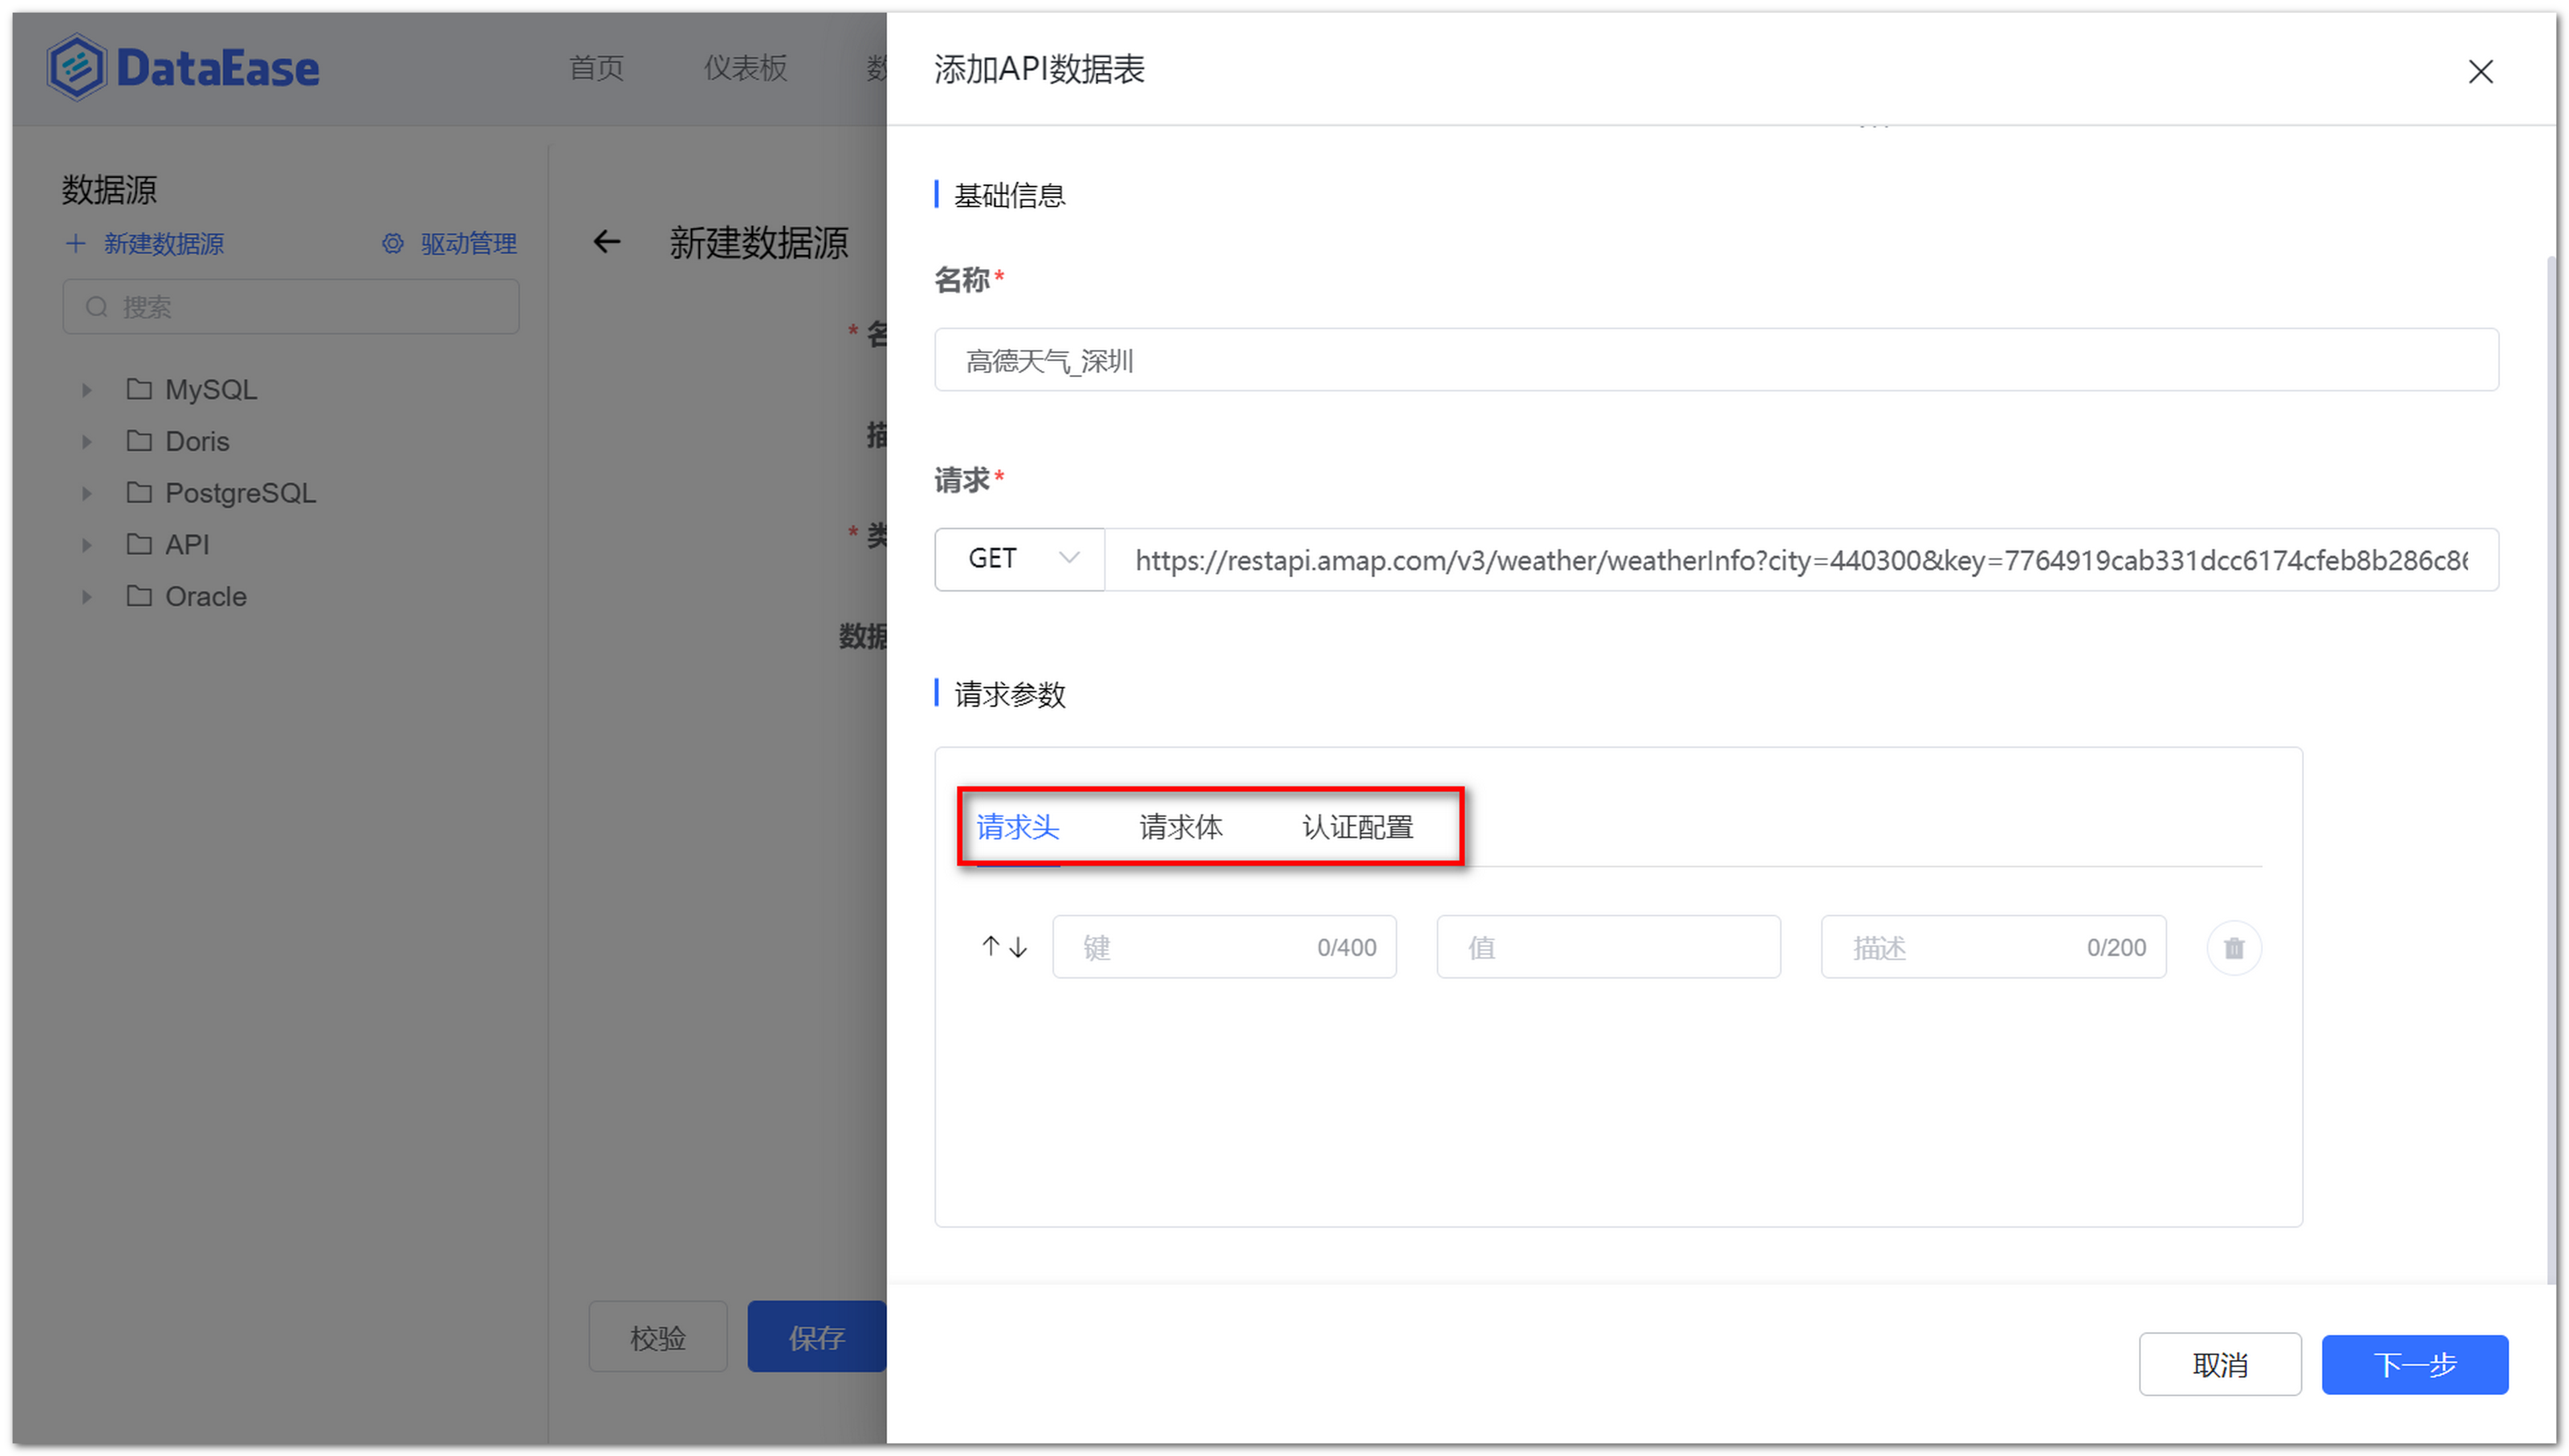 DataEase
首页
仪表板
数据源
新建数据源
驱动管理
搜索
MySQL
Doris
PostgreSQL
API
Oracle
新建数据源
*
*
数据
校验
保存
添加API数据表
基础信息
名称*
高德天气_深圳
请求*
GET
https://restapi.amap.com/v3/weather/weatherInfo?city=440300&key=7764919cab331dcc6174cfeb8b286c8
请求参数
请求头
请求体
认证配置
键
0/400
值
描述
0/200
取消
下一步